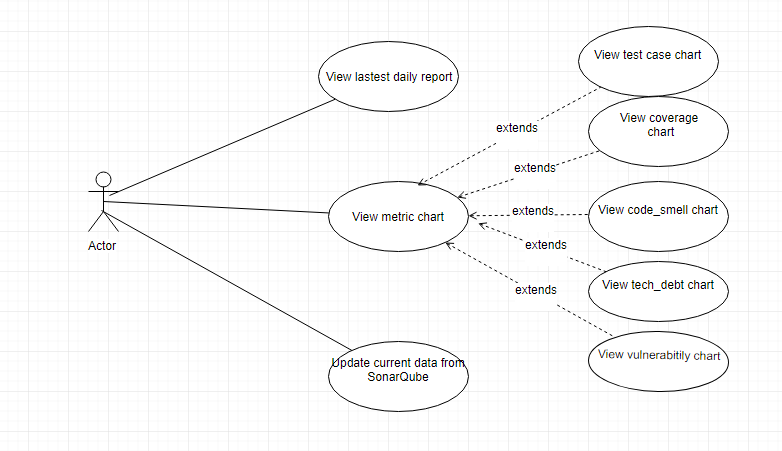 View test case chart
View lastest daily report
View coverage
chart
extends
extends
View metric chart
extends
View code_smell chart
Actor
extends
View tech_debt chart
extends
View vulnerabitily chart
Update current data from
SonarQube